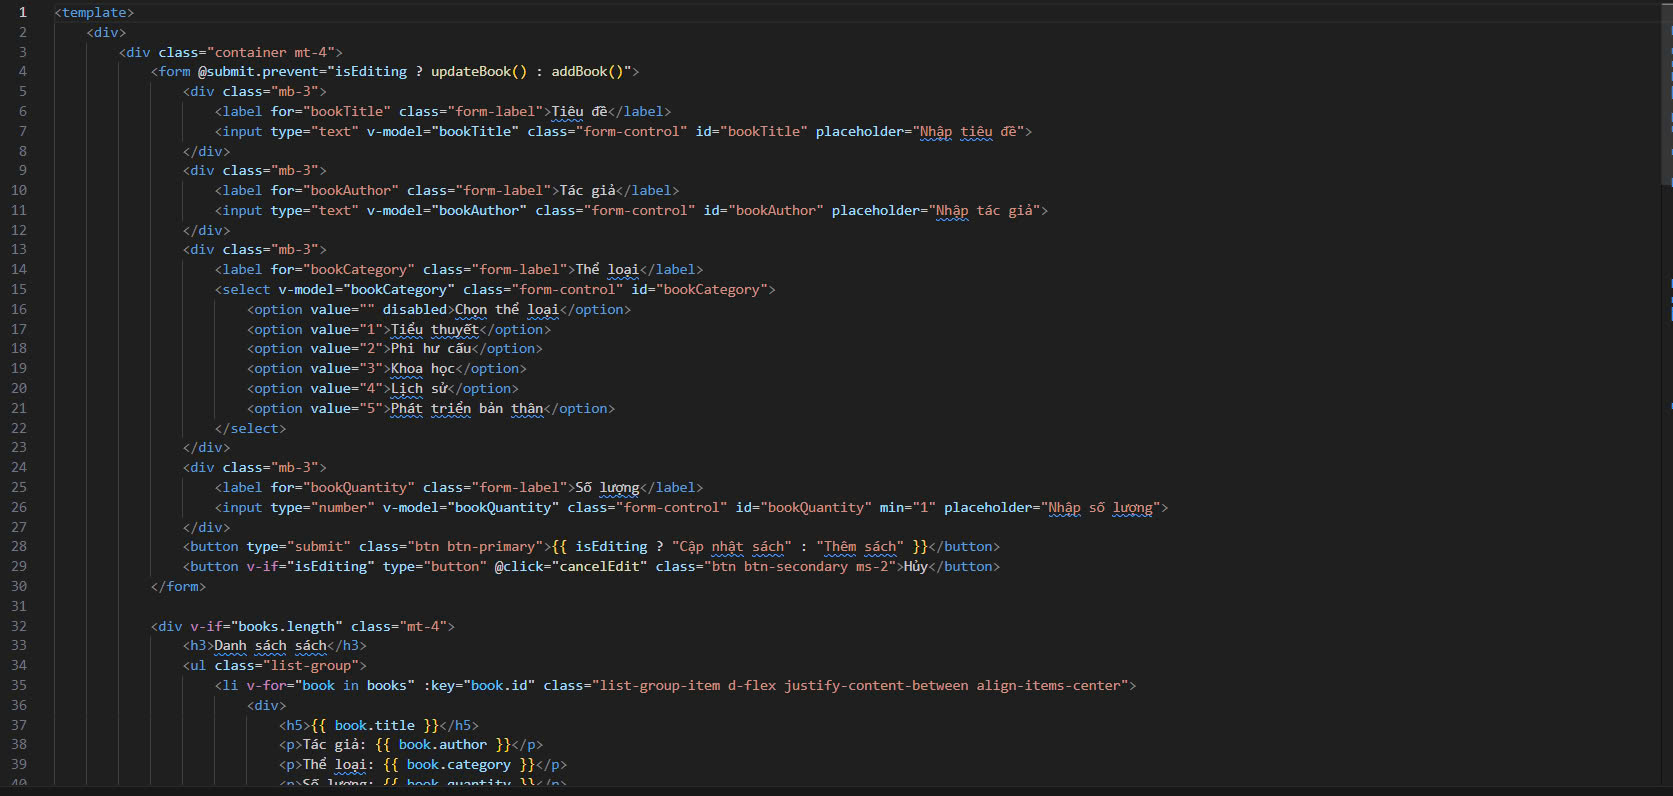 1 <template>
2 <div>
3 <div class="container mt-4">
4 <form @submit.prevent="isEditing ? updateBook() : addBook()">
5 <div class="mb-3">
6 <label for="bookTitle" class="form-label">Tiêu đề</label>
7 <input type="text" v-model="bookTitle" class="form-control" id="bookTitle" placeholder="Nhập tiêu đề">
8 </div>
9 <div class="mb-3">
10 <label for="bookAuthor" class="form-label">Tác giả</label>
11 <input type="text" v-model="bookAuthor" class="form-control" id="bookAuthor" placeholder="Nhập tác giả">
12 </div>
13 <div class="mb-3">
14 <label for="bookCategory" class="form-label">Thể loại</label>
15 <select v-model="bookCategory" class="form-control" id="bookCategory">
16 <option value="" disabled>Chọn thể loại</option>
17 <option value="1">Tiểu thuyết</option>
18 <option value="2">Phi hư cấu</option>
19 <option value="3">Khoa học</option>
20 <option value="4">Lịch sử</option>
21 <option value="5">Phát triển bản thân</option>
22 </select>
23 </div>
24 <div class="mb-3">
25 <label for="bookQuantity" class="form-label">Số lượng</label>
26 <input type="number" v-model="bookQuantity" class="form-control" id="bookQuantity" min="1" placeholder="Nhập số lượng">
27 </div>
28 <button type="submit" class="btn btn-primary">{{ isEditing ? "Cập nhật sách" : "Thêm sách" }}</button>
29 <button v-if="isEditing" type="button" @click="cancelEdit" class="btn btn-secondary ms-2">Hủy</button>
30 </form>
31
32 <div v-if="books.length" class="mt-4">
33 <h3>Danh sách sách</h3>
34 <ul class="list-group">
35 <li v-for="book in books" :key="book.id" class="list-group-item d-flex justify-content-between align-items-center">
36 <div>
37 <h5>{{ book.title }}</h5>
38 <p>Tác giả: {{ book.author }}</p>
39 <p>Thể loại: {{ book.category }}</p>
40 <p>Số lượng: {{ book.quantity }}</p>